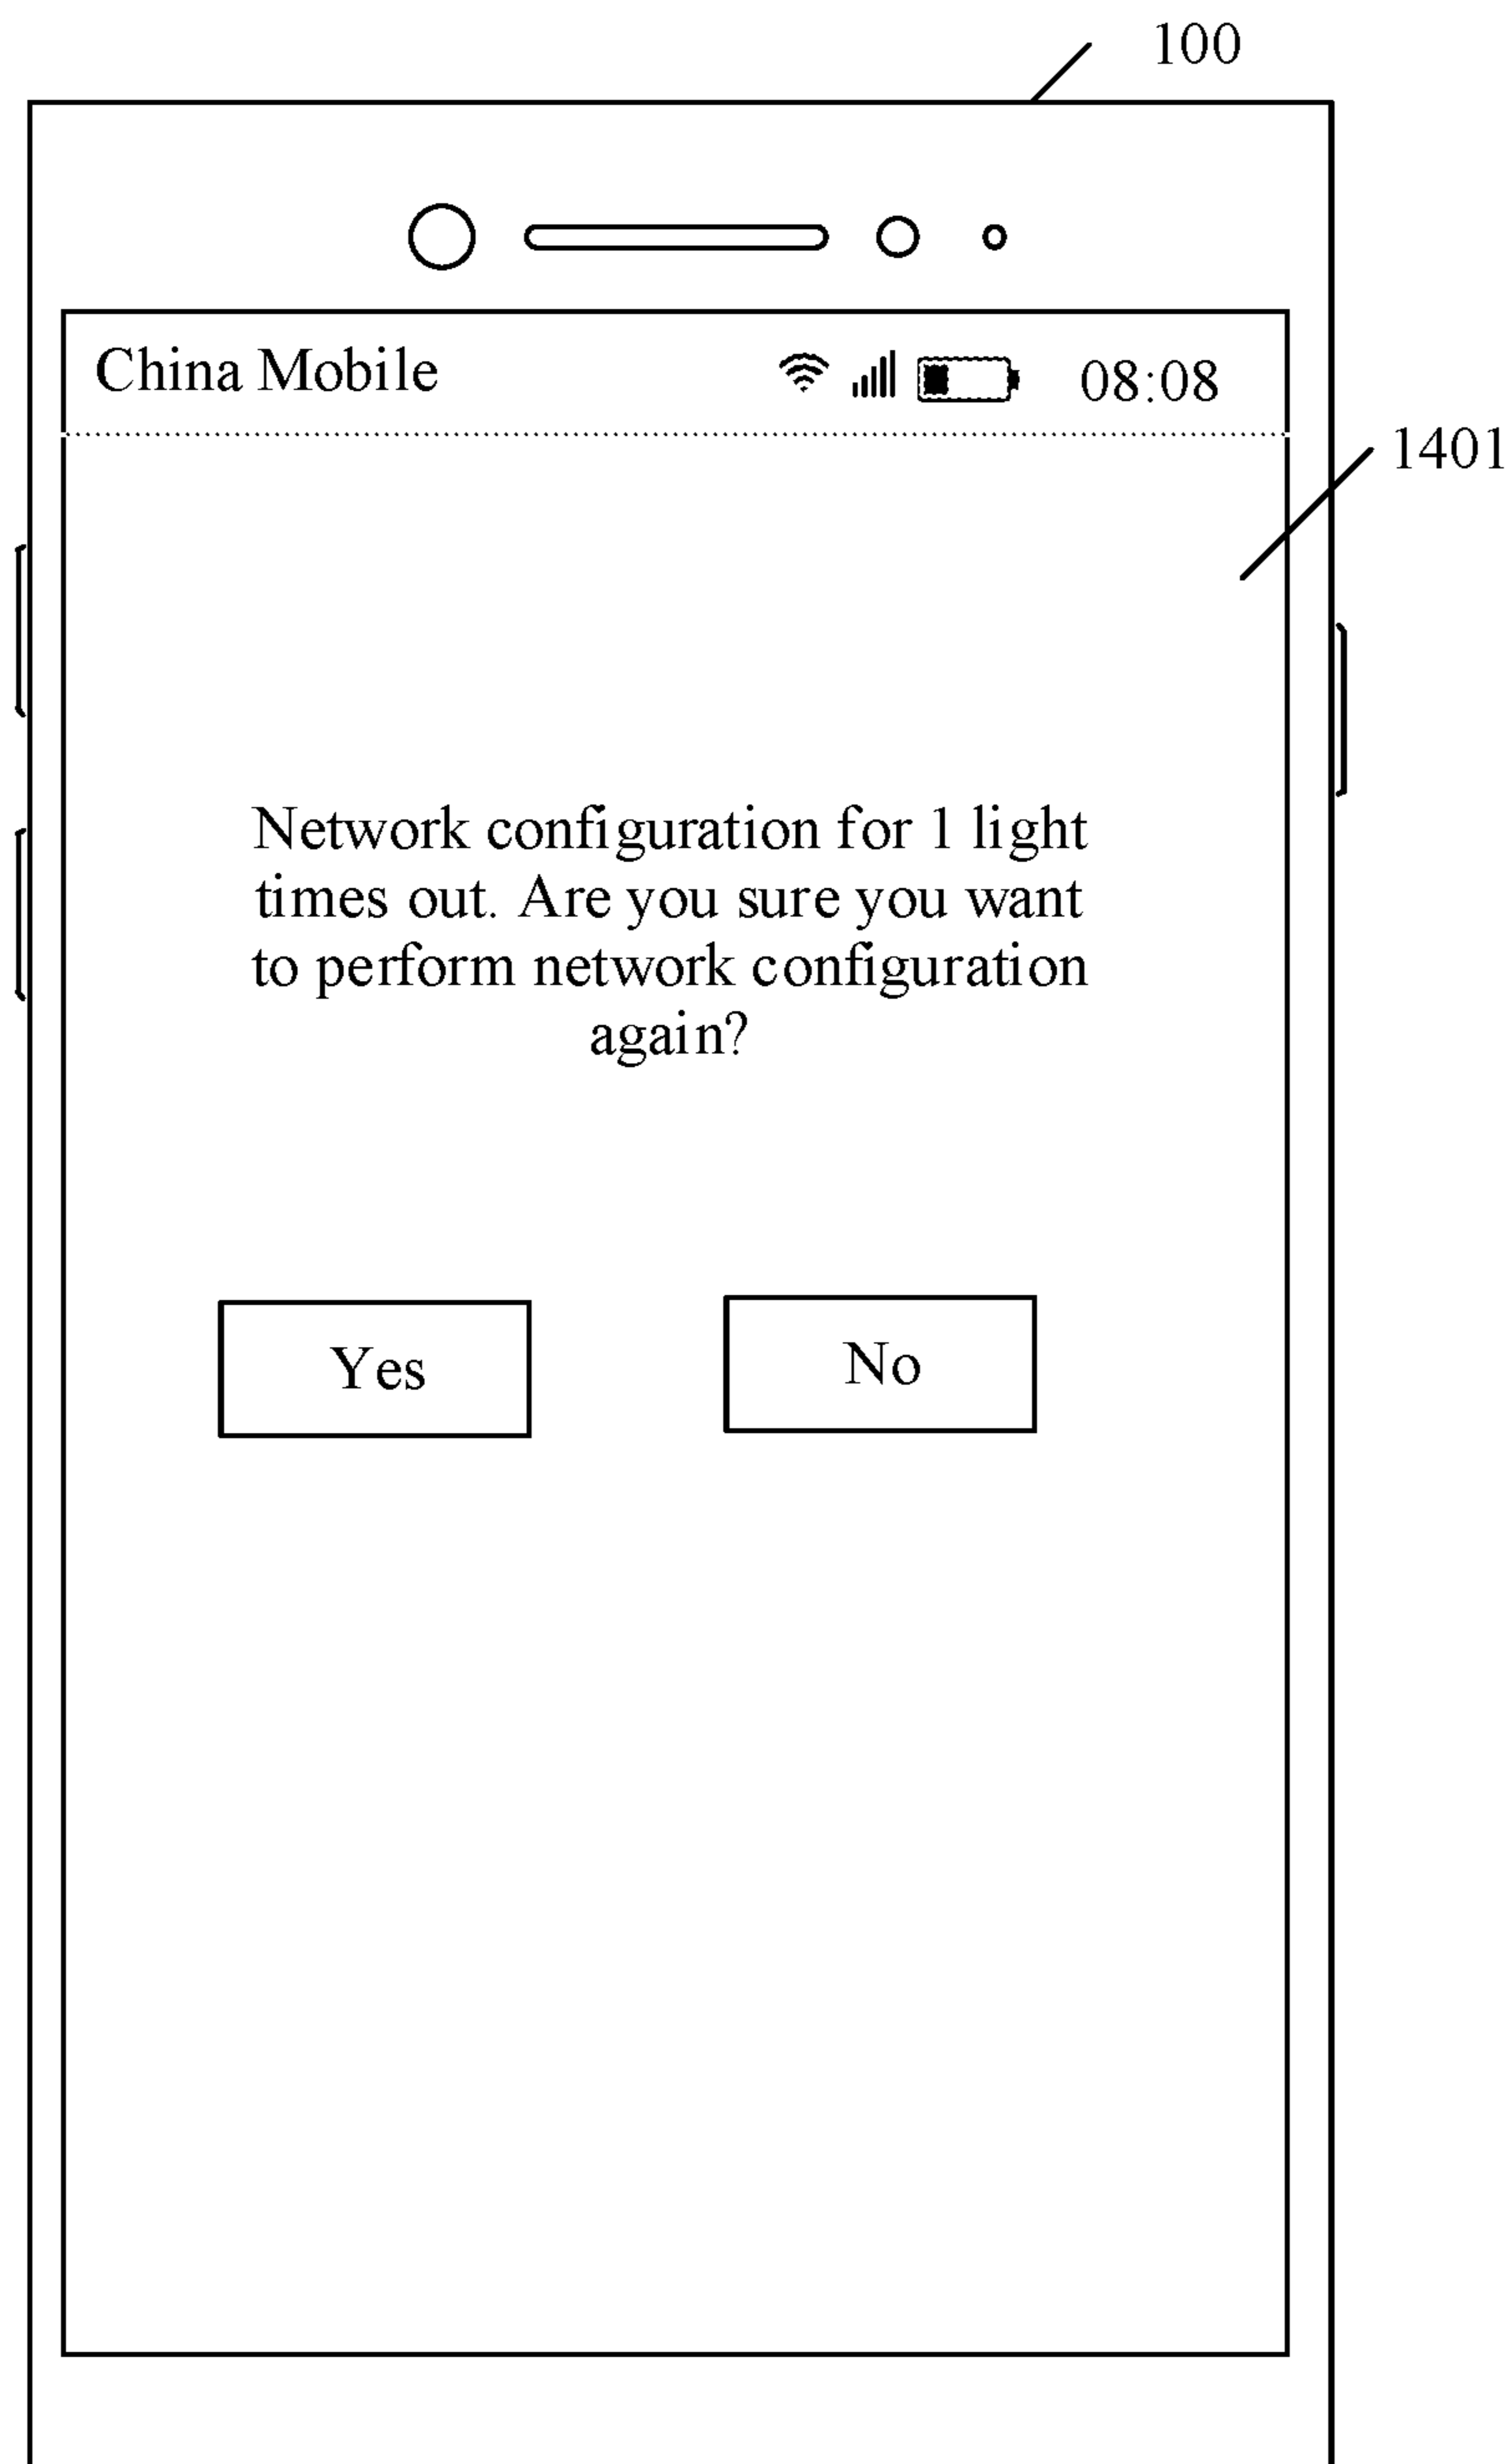 100
China Mobile 08:08
1401
Network configuration for 1 light
times out. Are you sure you want
to perform network configuration
again?
Yes No